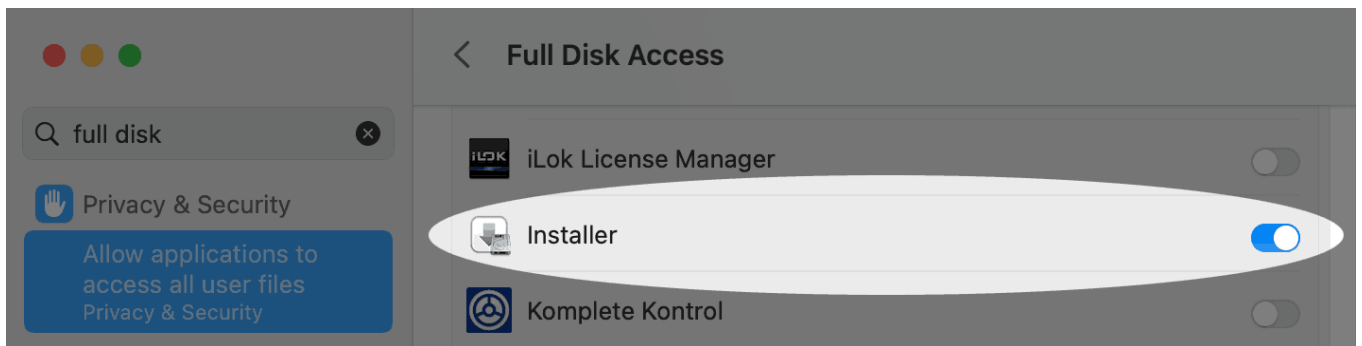 Full Disk Access
full disk
iLOK
iLok License Manager
Privacy & Security
Installer
Allow applications to
access all user files
Privacy & Security
Komplete Kontrol